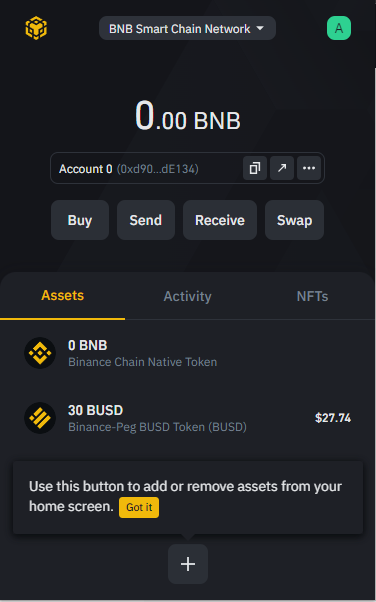 BNB Smart Chain Network
A
0.00 BNB
Account 0 (0xd90...dE134)
Buy Send Receive Swap
Assets Activity NFTs
0 BNB
Binance Chain Native Token
30 BUSD
$27.74
Binance-Peg BUSD Token (BUSD)
Use this button to add or remove assets from your
home screen. Got it